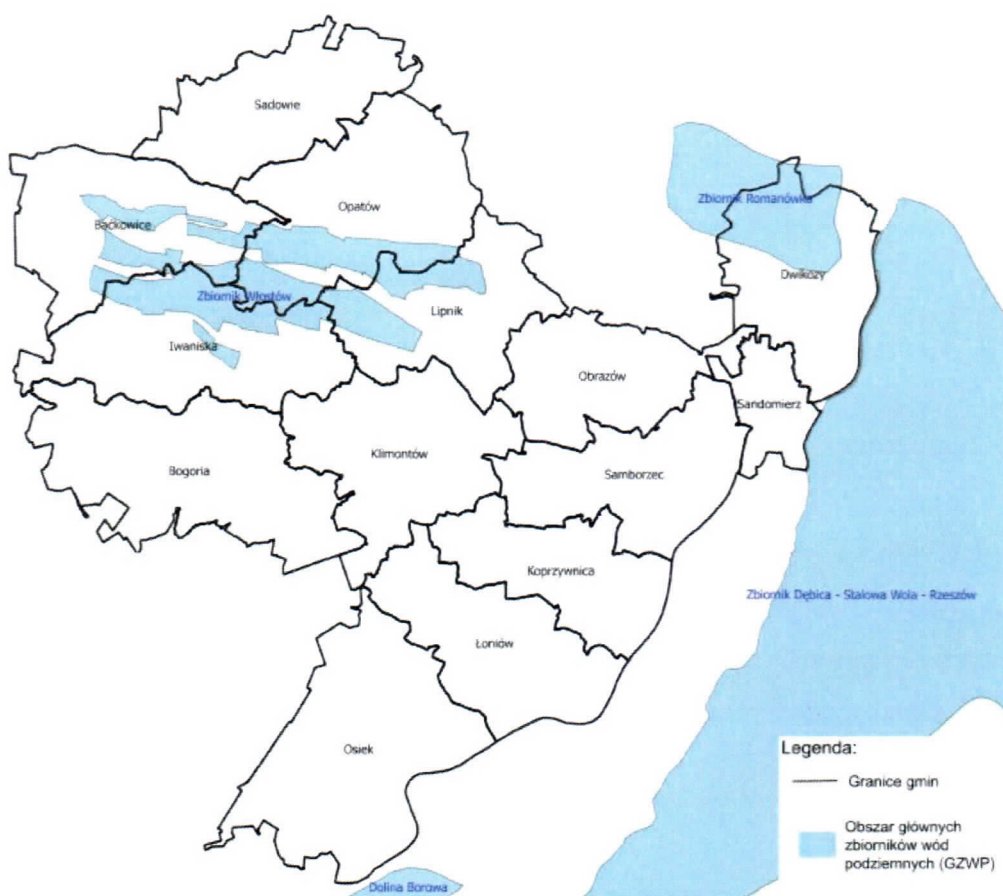 Sadowie
Opatów
Baćkowice
Zbiornik Romanówka
Dwikozy
Zbiornik Włostów
Lipnik
Iwaniska
Obrazów
Sandomierz
Klimontów
Bogoria
Samborzec
Koprzywnica
Zbiornik Dębica - Stalowa Wola - Rzeszów
Łoniów
Osiek
Legenda:
Granice gmin
Obszar głównych
zbiorników wód
podziemnych (GZWP)
Dolina Borowa